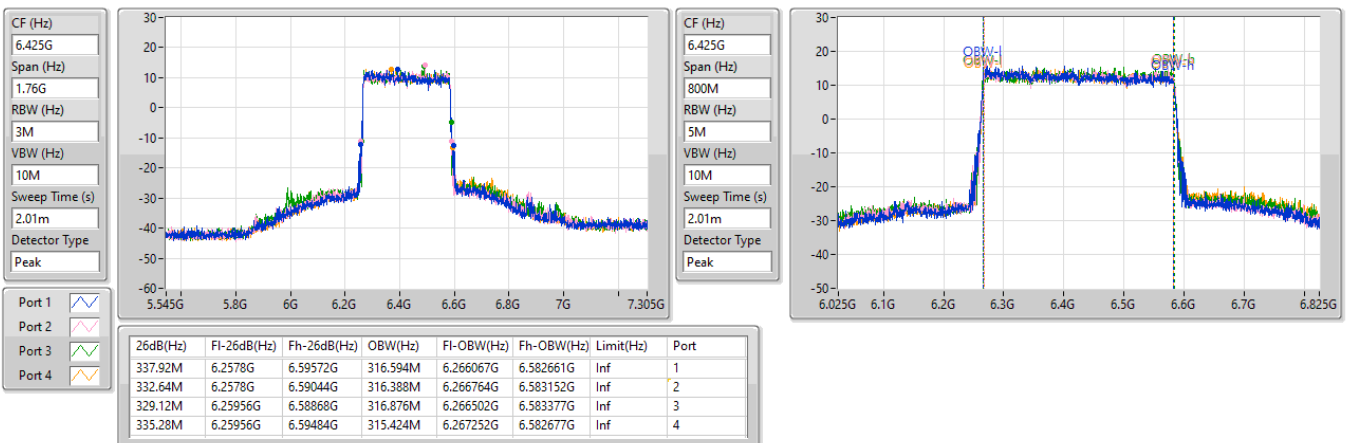 CF (Hz)
6.425G
Span (Hz)
1.76G
RBW (Hz)
3M
VBW (Hz)
10M
Sweep Time (s)
2.01m
Detector Type
Peak
30
20
10
0
-10
-20
-30
-40
-50
-60
5.545G 5.8G 6G 6.2G 6.4G 6.6G 6.8G 7G 7.305G
CF (Hz)
6.425G
Span (Hz)
800M
RBW (Hz)
5M
VBW (Hz)
10M
Sweep Time (s)
2.01m
Detector Type
Peak
30
20
10
0
-10
-20
-30
-40
-50
OBW-l
OBW-l
OBW-h
OBW-h
6.025G 6.1G 6.2G 6.3G 6.4G 6.5G 6.6G 6.7G 6.825G
Port 1
Port 2
Port 3
Port 4
26dB(Hz) Fl-26dB(Hz) Fh-26dB(Hz) OBW(Hz) Fl-OBW(Hz) Fh-OBW(Hz) Limit(Hz) Port
337.92M 6.2578G 6.59572G 316.594M 6.266067G 6.582661G Inf 1
332.64M 6.2578G 6.59044G 316.388M 6.266764G 6.583152G Inf 2
329.12M 6.25956G 6.58868G 316.876M 6.266502G 6.583377G Inf 3
335.28M 6.25956G 6.59484G 315.424M 6.267252G 6.582677G Inf 4